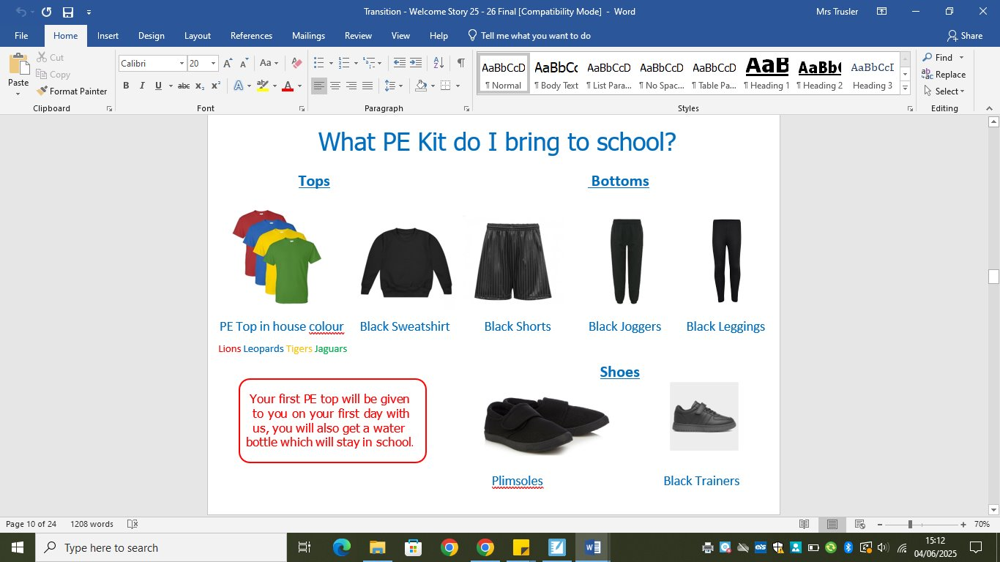 Transition - Welcome Story 25 - 26 Final [Compatibility Mode] - Word
Mrs Trusler
File Home Insert Design Layout References Mailings Review View Help Tell me what you want to do
Share
Cut
Copy
Format Painter
Paste
Clipboard
Calibri 20
Font
Paragraph
AaBbCcD AaBbCc AaBbCcD AaBbCcD AaBbCcD AaB AaBb( AaBbCcI
¶ Normal ¶ Body Text ¶ List Para... ¶ No Spac... ¶ Table Pa... ¶ Heading 1 ¶ Heading 2 Heading 3
Styles
Find
Replace
Select
Editing
What PE Kit do I bring to school?
Tops
Bottoms
PE Top in house colour
Black Sweatshirt
Black Shorts
Black Joggers
Black Leggings
Lions Leopards Tigers Jaguars
Shoes
Your first PE top will be given
to you on your first day with
us, you will also get a water
bottle which will stay in school.
Plimsoles
Black Trainers
Page 10 of 24 1208 words
70%
Type here to search
15:12
04/06/2025